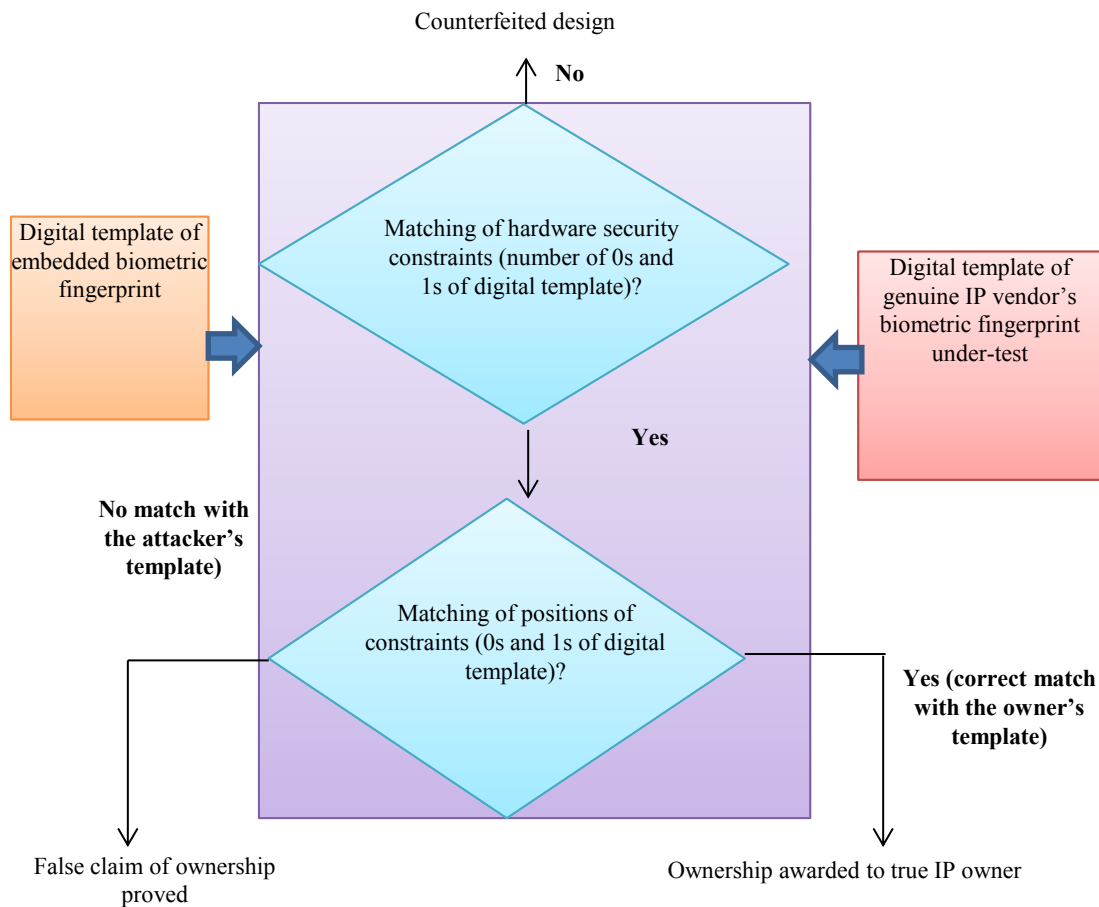 Counterfeited design
No
Matching of hardware security
constraints (number of 0s and
1s of digital template)?
Digital template of
embedded biometric
fingerprint
Digital template of
genuine IP vendor’s
biometric fingerprint
under-test
Yes
No match with
the attacker’s
template)
Matching of positions of
constraints (0s and 1s of digital
template)?
Yes (correct match
with the owner’s
template)
False claim of ownership
proved
Ownership awarded to true IP owner